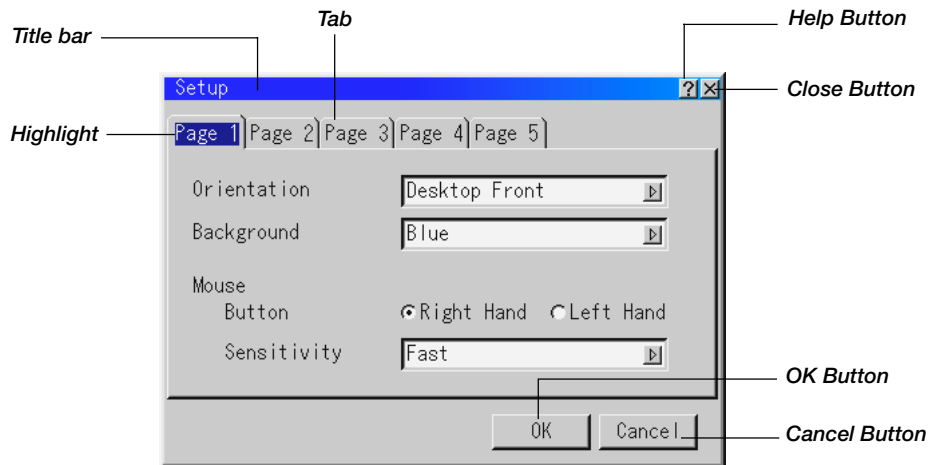 Tab
Help Button
Title bar
Setup
?
Close Button
Highlight
Page 1 Page 2 Page 3 Page 4 Page 5
Orientation Desktop Front
Background Blue
Mouse
Button Right Hand Left Hand
Sensitivity Fast
OK Button
OK Cancel
Cancel Button